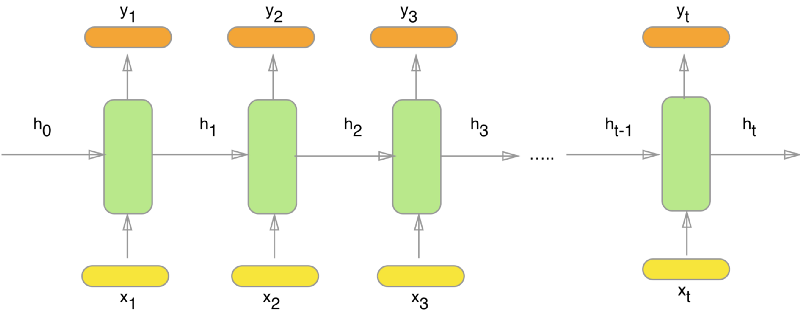 y1 y2 y3 yt
h0 h1 h2 h3 ..... ht-1 ht
x1 x2 x3 xt